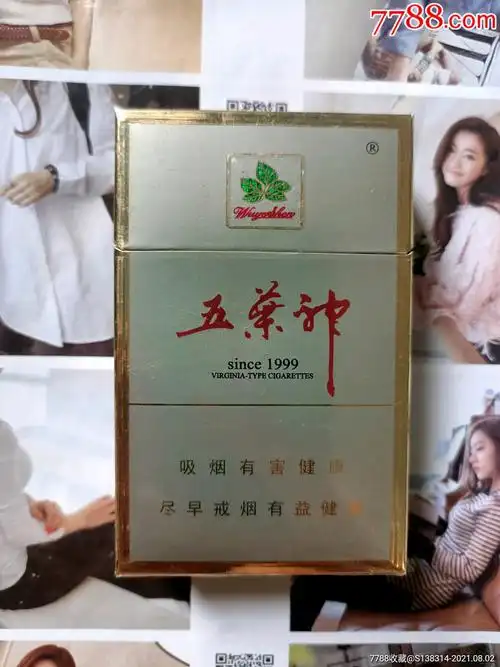 7788.com
®
WuyeShen
五葉神
since 1999
VIRGINIA-TYPE CIGARETTES
吸烟有害健康
尽早戒烟有益健康
7788收藏@S138314-2021.08.02